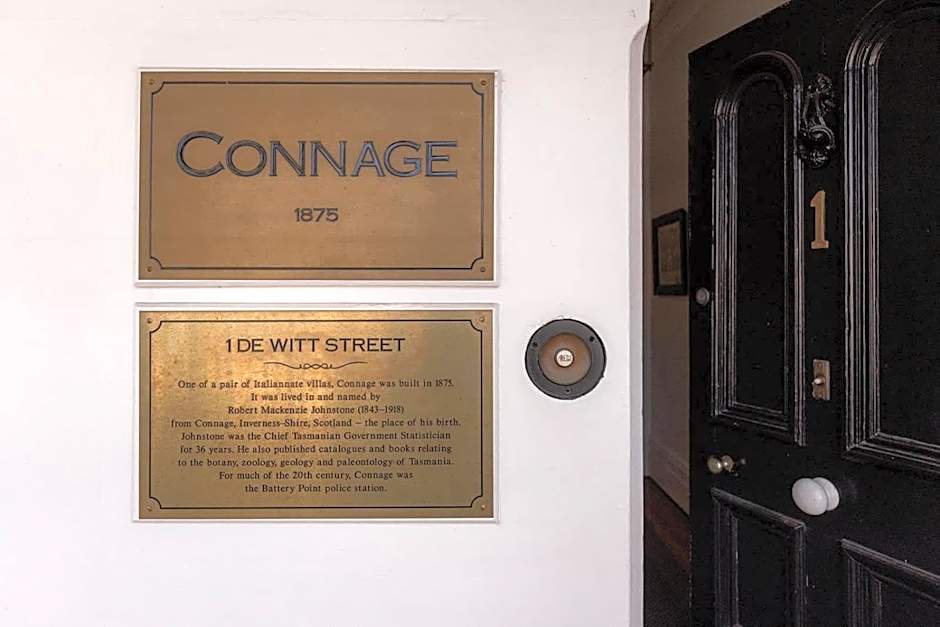 CONNAGE
1875
1 DE WITT STREET
One of a pair of Italiannate villas, Connage was built in 1875.
It was lived in and named by
Robert Mackenzie Johnstone (1843–1918)
from Connage, Inverness-Shire, Scotland – the place of his birth.
Johnstone was the Chief Tasmanian Government Statistician
for 36 years. He also published catalogues and books relating
to the botany, zoology, geology and paleontology of Tasmania.
For much of the 20th century, Connage was
the Battery Point police station.
1